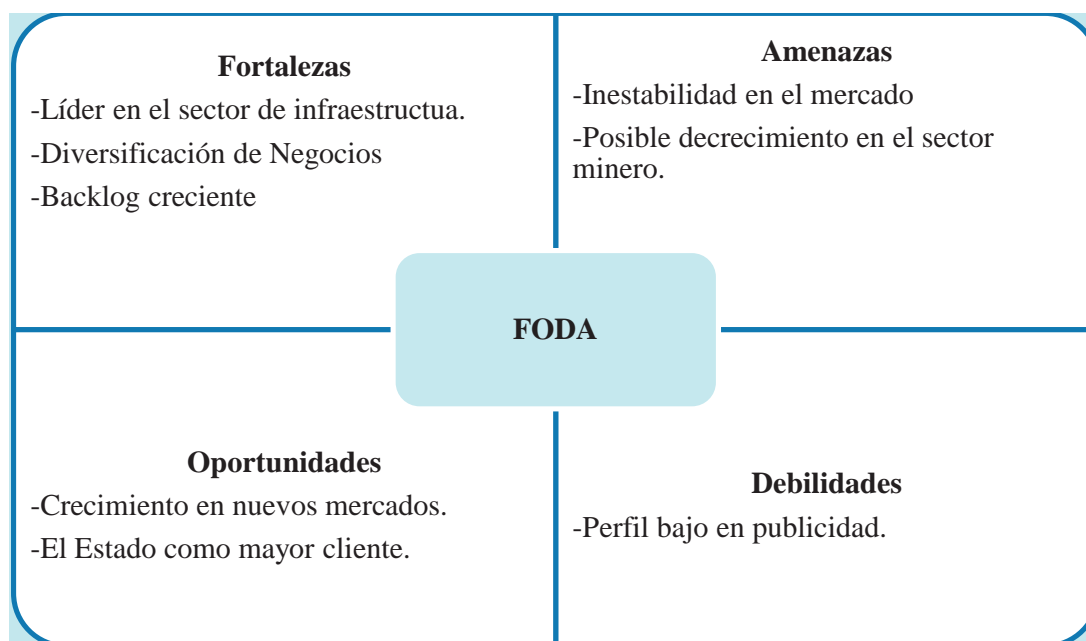 Fortalezas
-Líder en el sector de infraestructua.
-Diversificación de Negocios
-Backlog creciente
Amenazas
-Inestabilidad en el mercado
-Posible decrecimiento en el sector
minero.
FODA
Oportunidades
-Crecimiento en nuevos mercados.
-El Estado como mayor cliente.
Debilidades
-Perfil bajo en publicidad.